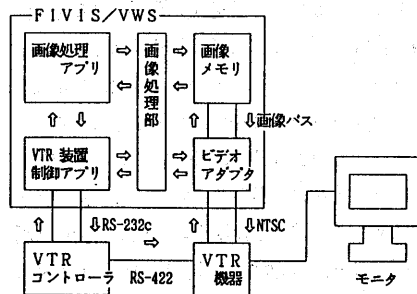 FIVIS/VWS
画像処理
アプリ
画像処理部
画像
メモリ
画像バス
VTR 装置
制御アプリ
ビデオ
アダプタ
RS-232c
NTSC
VTR
コントローラ
RS-422
VTR
機器
モニタ